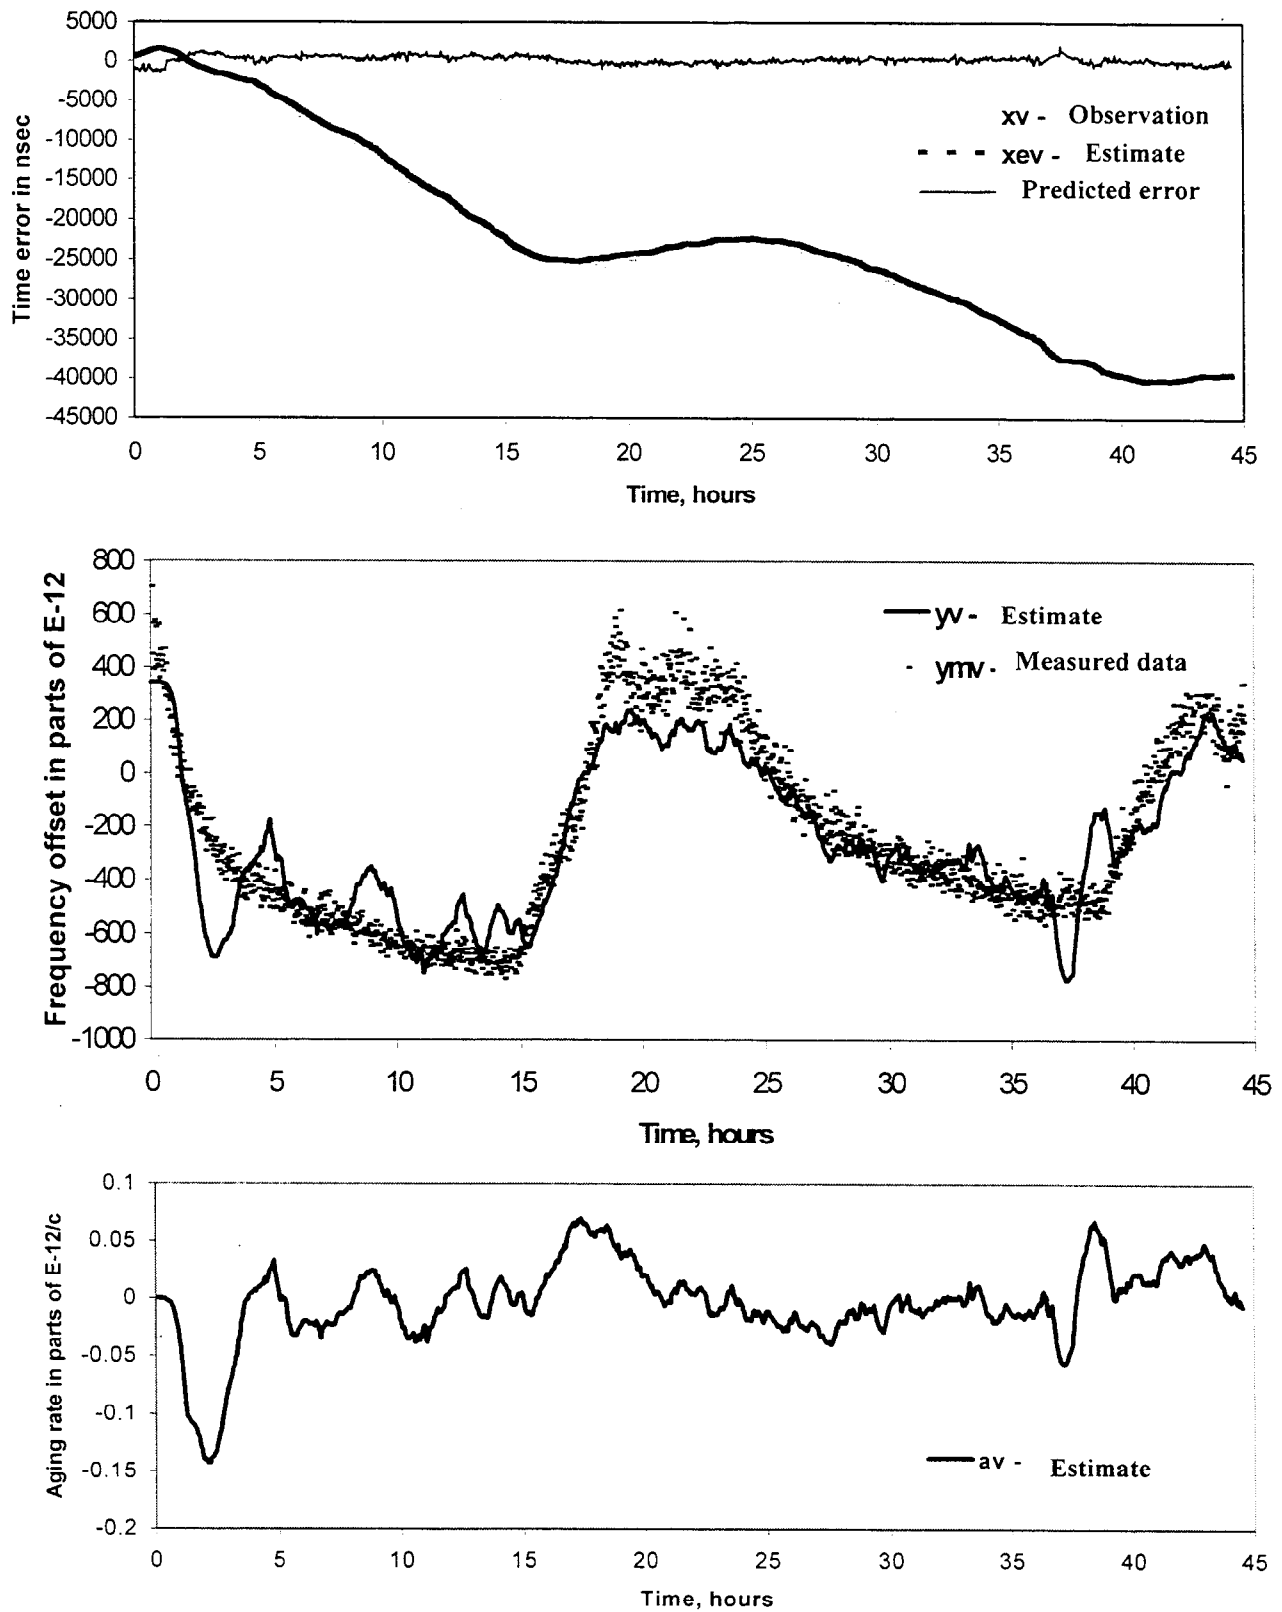 5000
0
-5000
-10000
-15000
-20000
-25000
-30000
-35000
-40000
-45000
Time error in nsec
xv - Observation
xev - Estimate
Predicted error
0 5 10 15 20 25 30 35 40 45
Time, hours
800
600
400
200
0
-200
-400
-600
-800
-1000
Frequency offset in parts of E-12
yv - Estimate
ymv - Measured data
0 5 10 15 20 25 30 35 40 45
Time, hours
0.1
0.05
0
-0.05
-0.1
-0.15
-0.2
Aging rate in parts of E-12/c
av - Estimate
0 5 10 15 20 25 30 35 40 45
Time, hours